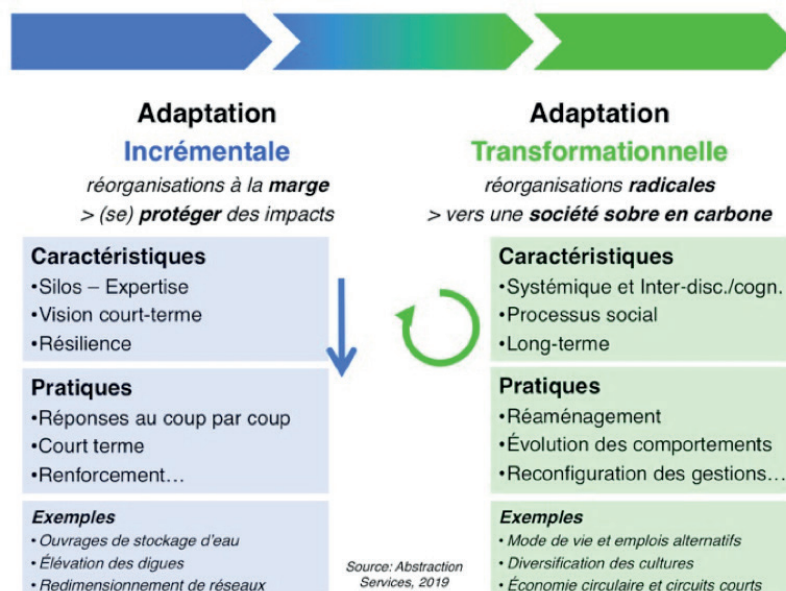 Adaptation
Incrémentale
réorganisations à la marge
> (se) protéger des impacts
Caractéristiques
•Silos – Expertise
•Vision court-terme
•Résilience
Pratiques
•Réponses au coup par coup
•Court terme
•Renforcement…
Exemples
• Ouvrages de stockage d'eau
• Élévation des digues
• Redimensionnement de réseaux
Source: Abstraction
Services, 2019
Adaptation
Transformationnelle
réorganisations radicales
> vers une société sobre en carbone
Caractéristiques
•Systémique et Inter-disc./cogn.
•Processus social
•Long-terme
Pratiques
•Réaménagement
•Évolution des comportements
•Reconfiguration des gestions…
Exemples
• Mode de vie et emplois alternatifs
• Diversification des cultures
• Économie circulaire et circuits courts